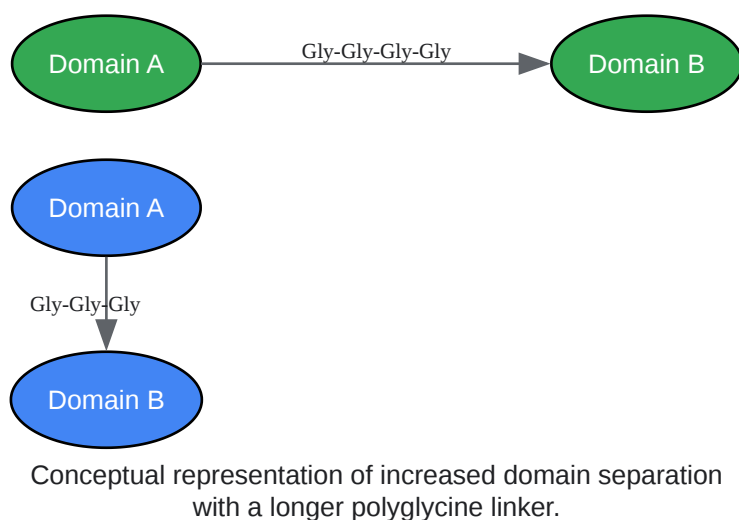 Domain A
Gly-Gly-Gly-Gly
Domain B
Domain A
Gly-Gly-Gly
Domain B
Conceptual representation of increased domain separation
with a longer polyglycine linker.